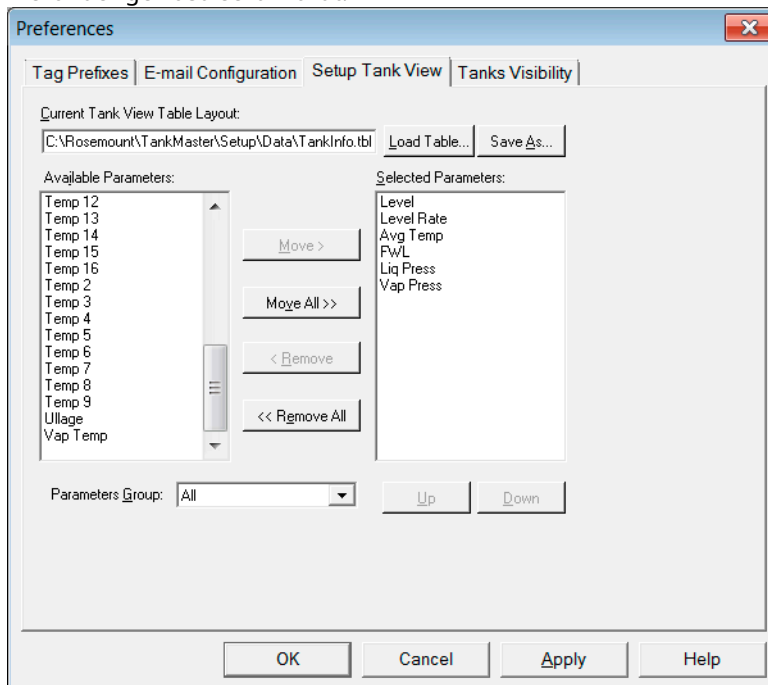 Preferences
Tag Prefixes
E-mail Configuration
Setup Tank View
Tanks Visibility
Current Tank View Table Layout:
C:\Rosemount\TankMaster\Setup\Data\TankInfo.tbl
Load Table...
Save As...
Available Parameters:
Temp 12
Temp 13
Temp 14
Temp 15
Temp 16
Temp 2
Temp 3
Temp 4
Temp 5
Temp 6
Temp 7
Temp 8
Temp 9
Ullage
Vap Temp
Move >
Move All >>
< Remove
<< Remove All
Selected Parameters:
Level
Level Rate
Avg Temp
FWL
Liq Press
Vap Press
Parameters Group:
All
Up
Down
OK
Cancel
Apply
Help